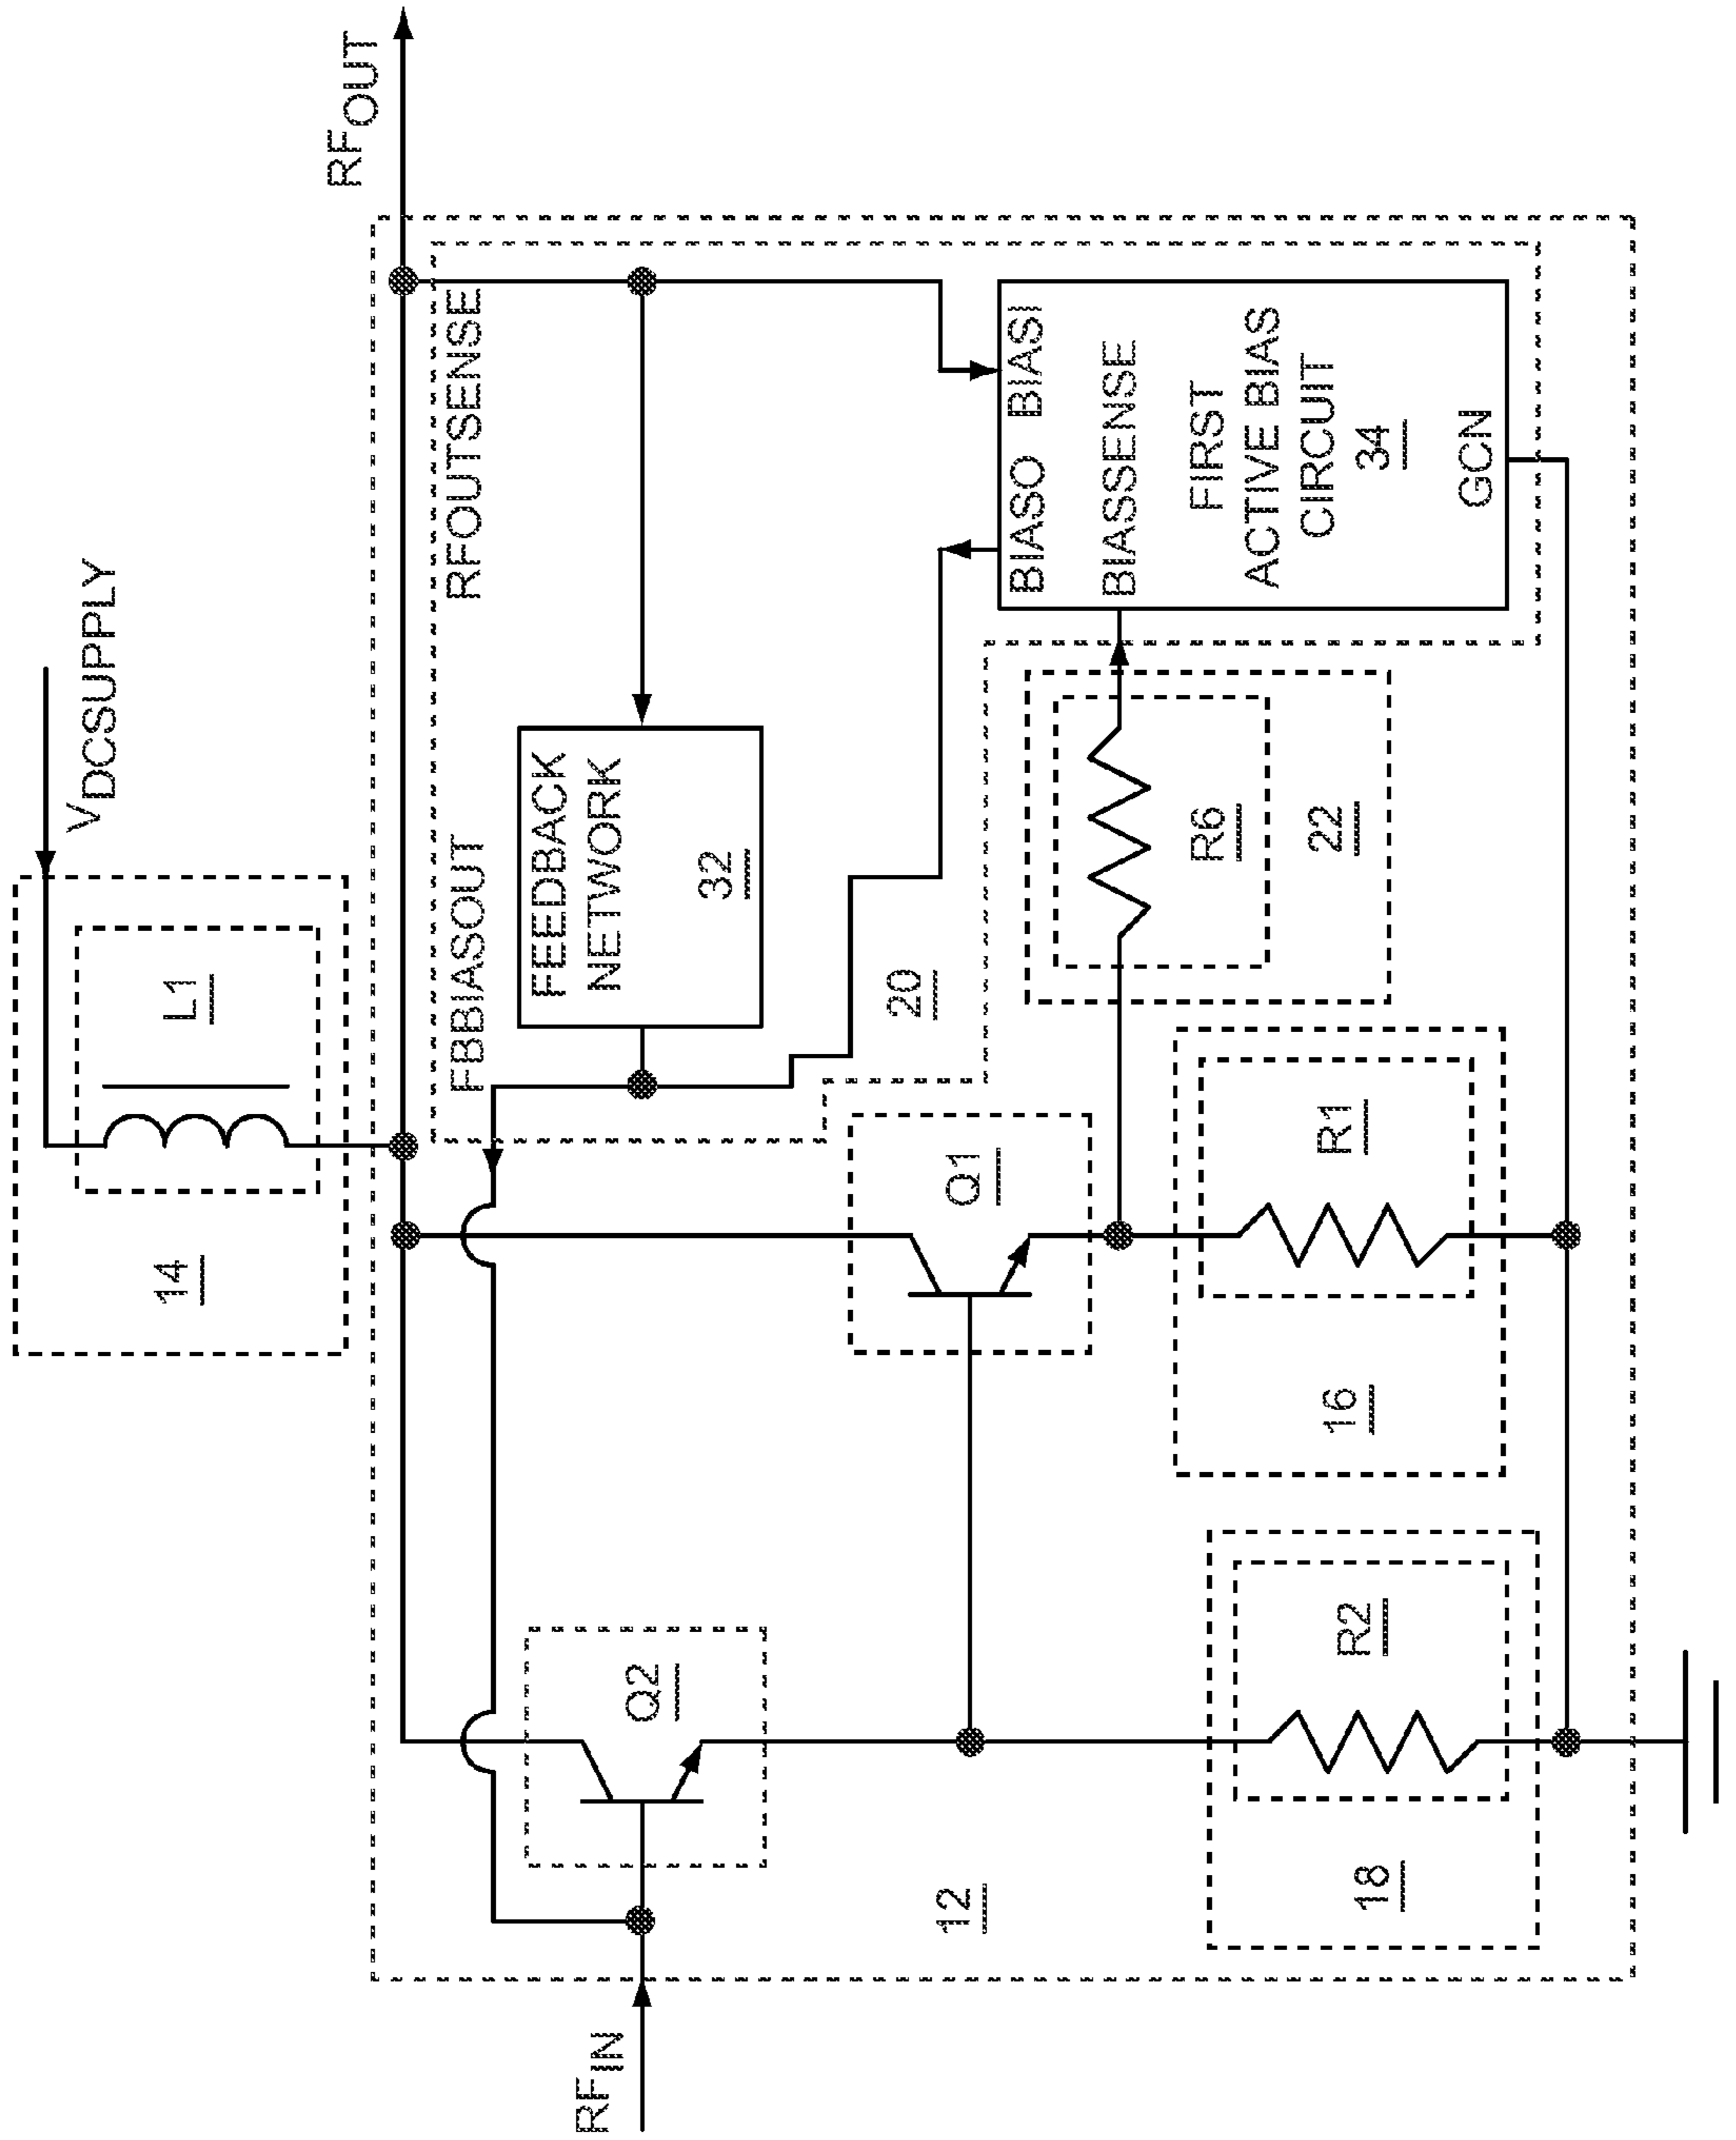 VDCSUPPLY
L1
14
RFOUT
FBBIASOUT
RFOUTSENSE
FEEDBACK
NETWORK
32
Q2
RFIN
20
Q1
12
BIASO
BIASI
BIASSENSE
FIRST
ACTIVE BIAS
CIRCUIT
34
GCN
R6
22
R1
16
R2
18